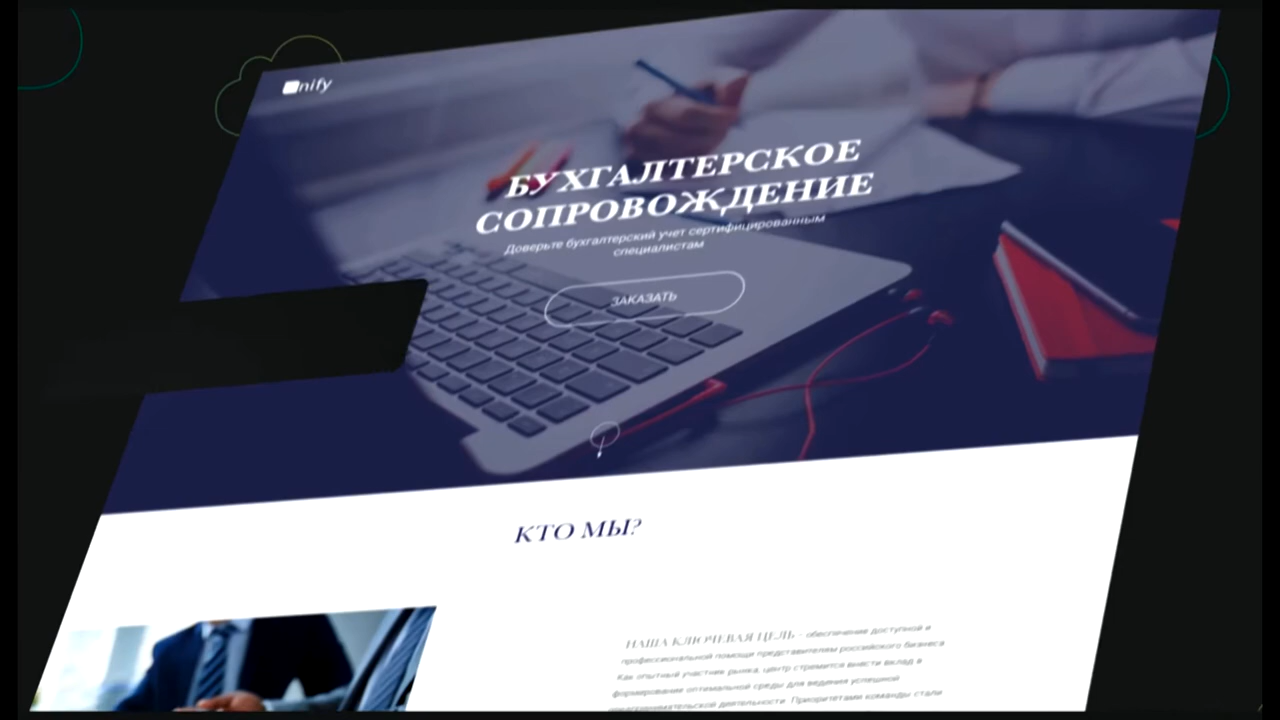 nify
БУХГАЛТЕРСКОЕ
СОПРОВОЖДЕНИЕ
Доверьте бухгалтерский учет сертифицированным
специалистам
ЗАКАЗАТЬ
КТО МЫ?
НАША КЛЮЧЕВАЯ ЦЕЛЬ - обеспечение доступной и
профессиональной помощи представителям российского бизнеса
Как опытный участник рынка, центр стремится внести вклад в
формирование оптимальной среды для ведения успешной
предпринимательской деятельности. Приоритетами команды стали